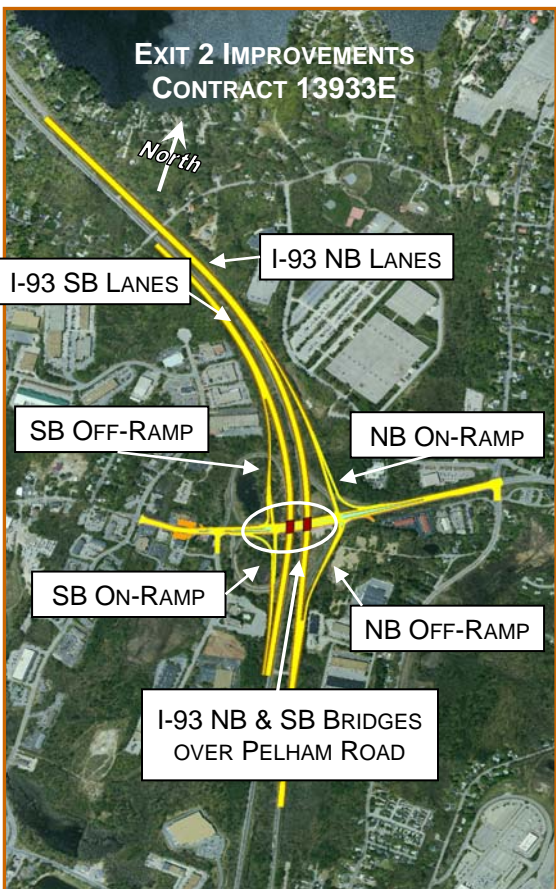 EXIT 2 IMPROVEMENTS
CONTRACT 13933E
North
I-93 NB LANES
I-93 SB LANES
SB OFF-RAMP
NB ON-RAMP
SB ON-RAMP
NB OFF-RAMP
I-93 NB & SB BRIDGES
OVER PELHAM ROAD